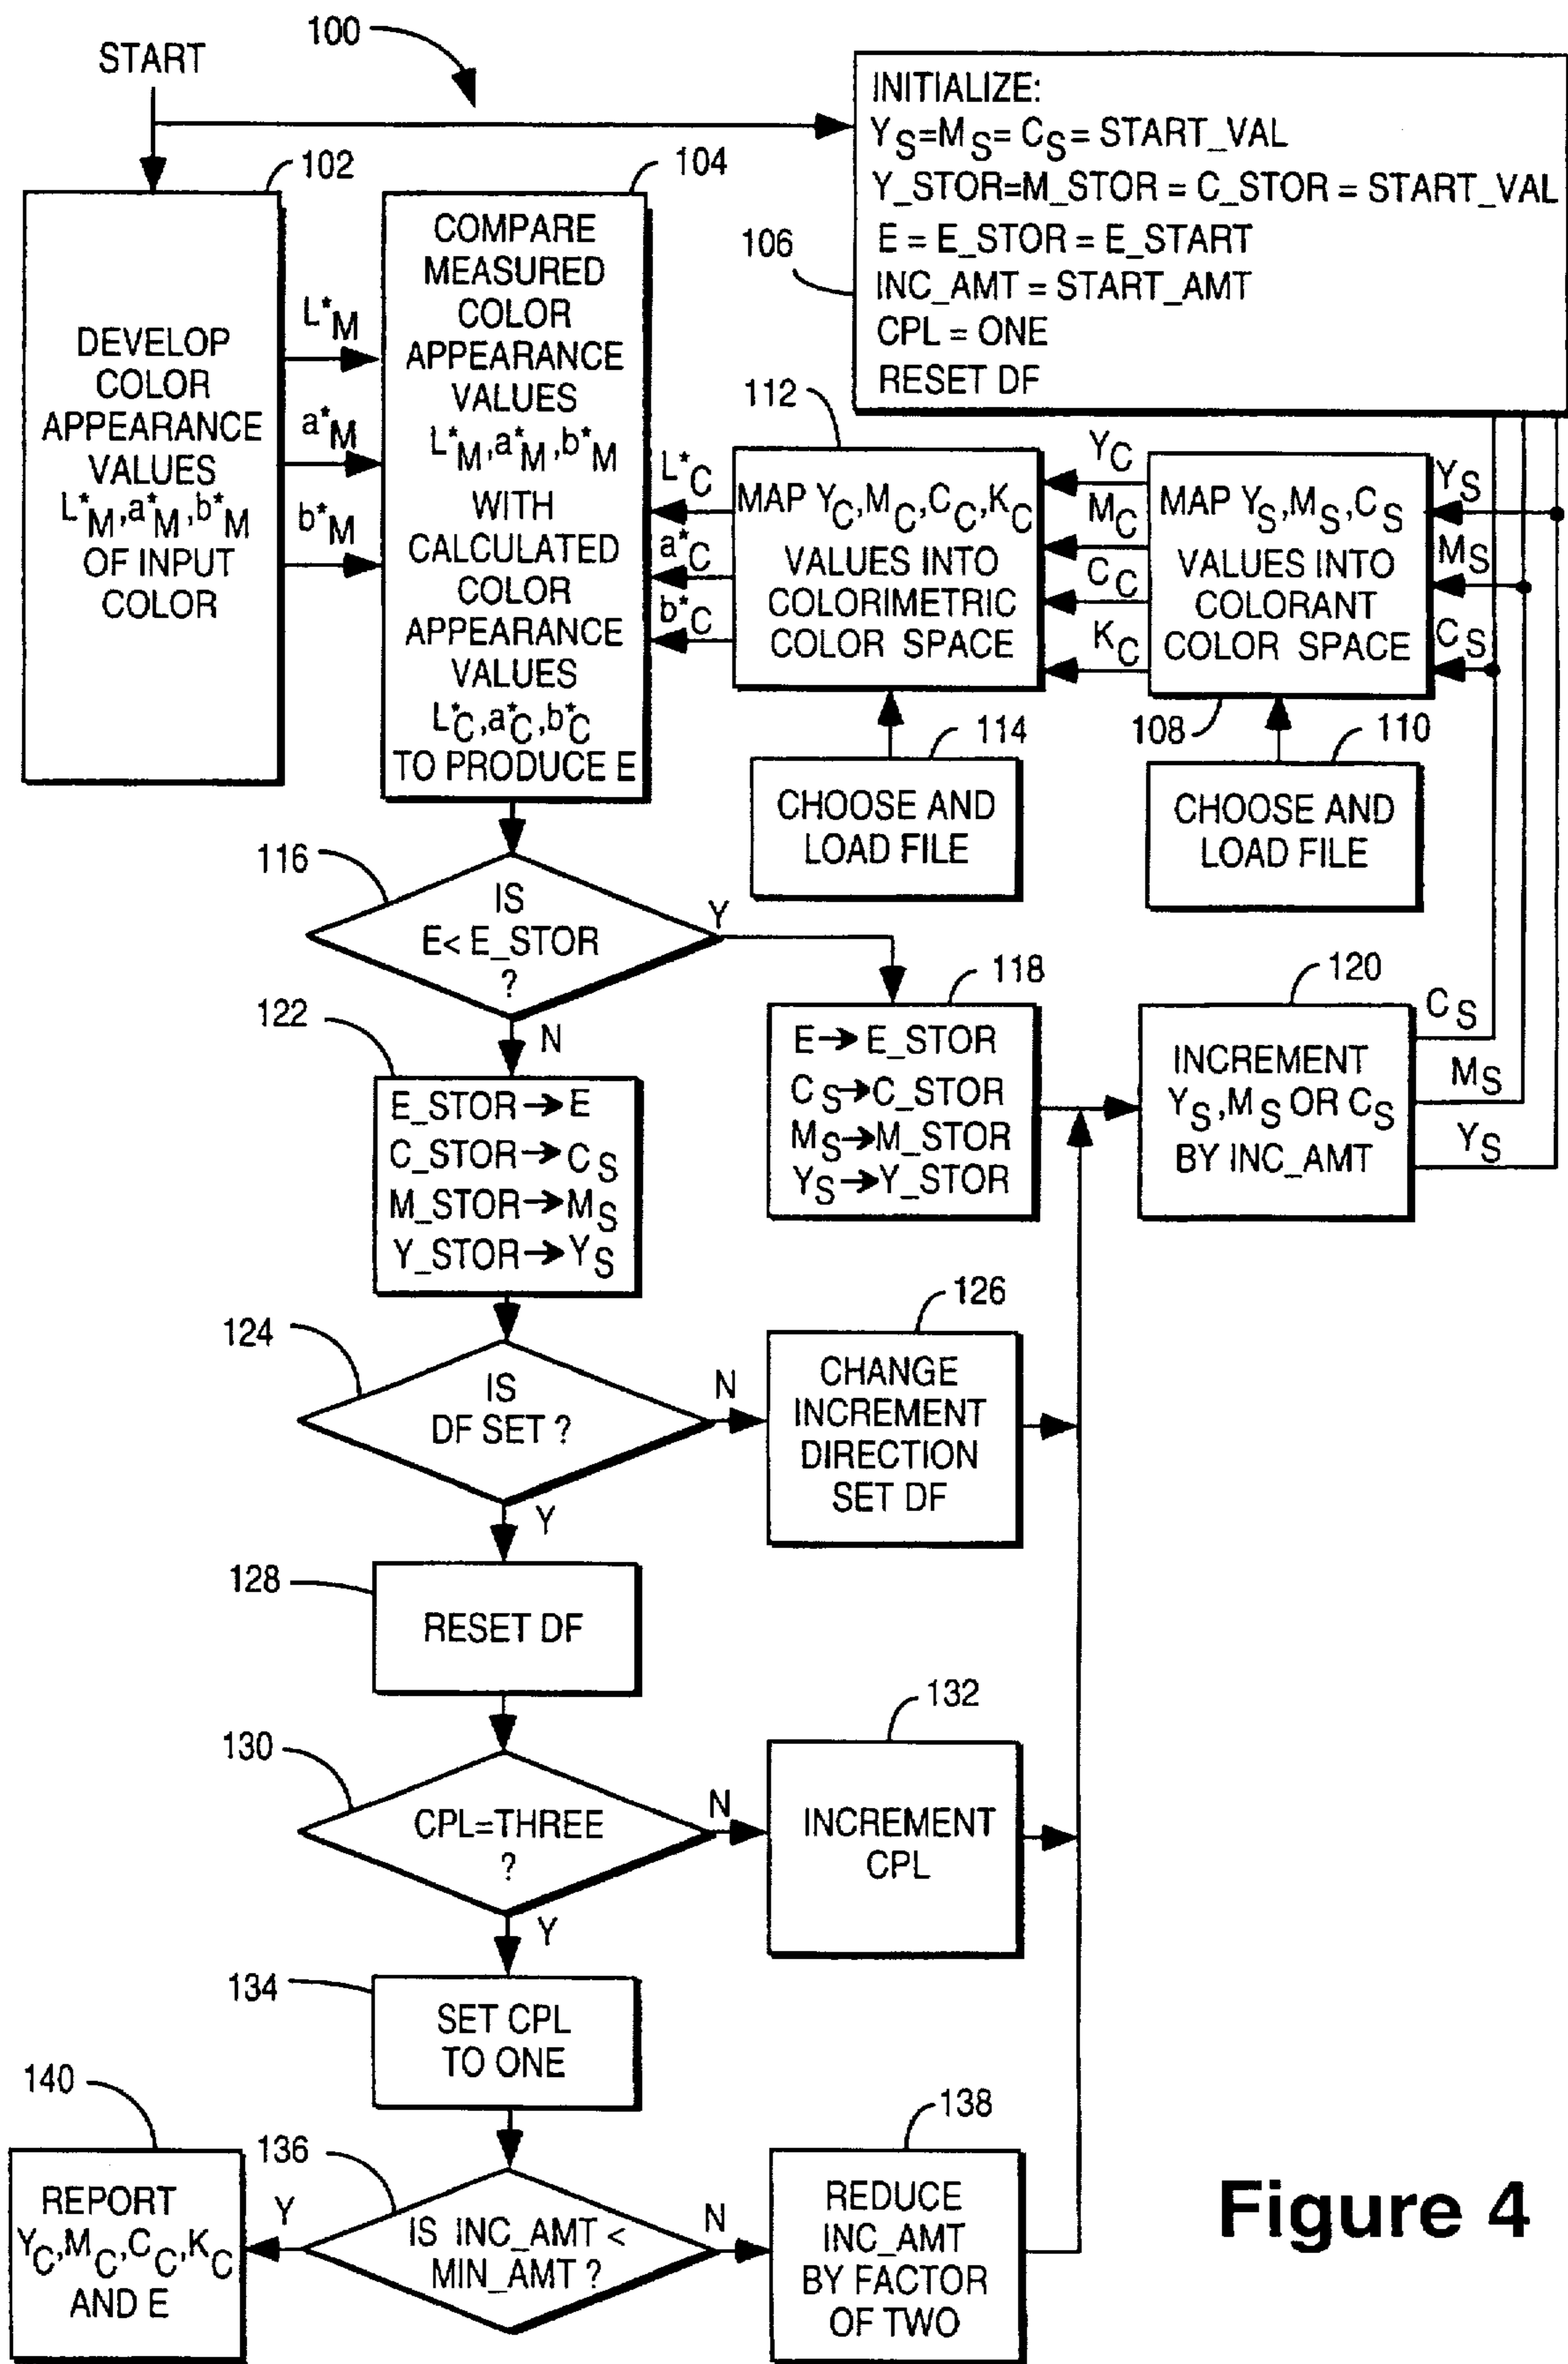 START
100
INITIALIZE:
Y_S=M_S=C_S=START_VAL
Y_STOR=M_STOR = C_STOR = START_VAL
E = E_STOR = E_START
INC_AMT = START_AMT
CPL = ONE
RESET DF
106
102
DEVELOP
COLOR
APPEARANCE
VALUES
L*_M,a*_M,b*_M
OF INPUT
COLOR
L*_M
a*_M
b*_M
104
COMPARE
MEASURED
COLOR
APPEARANCE
VALUES
L*_M,a*_M,b*_M
WITH
CALCULATED
COLOR
APPEARANCE
VALUES
L*_C,a*_C,b*_C
TO PRODUCE E
L*_C
a*_C
b*_C
112
MAP Y_C,M_C,C_C,K_C
VALUES INTO
COLORIMETRIC
COLOR SPACE
Y_C
M_C
C_C
K_C
MAP Y_S,M_S,C_S
VALUES INTO
COLORANT
COLOR SPACE
108
Y_S
M_S
C_S
114
CHOOSE AND
LOAD FILE
110
CHOOSE AND
LOAD FILE
116
IS
E< E_STOR
?
Y
N
118
E→E_STOR
C_S→C_STOR
M_S→M_STOR
Y_S→Y_STOR
120
INCREMENT
Y_S,M_S OR C_S
BY INC_AMT
C_S
M_S
Y_S
122
E_STOR→E
C_STOR→C_S
M_STOR→M_S
Y_STOR→Y_S
124
IS
DF SET ?
N
Y
126
CHANGE
INCREMENT
DIRECTION
SET DF
128
RESET DF
130
CPL=THREE
?
N
Y
132
INCREMENT
CPL
134
SET CPL
TO ONE
136
IS INC_AMT <
MIN_AMT ?
Y
N
138
REDUCE
INC_AMT
BY FACTOR
OF TWO
140
REPORT
Y_C,M_C,C_C,K_C
AND E
Figure 4